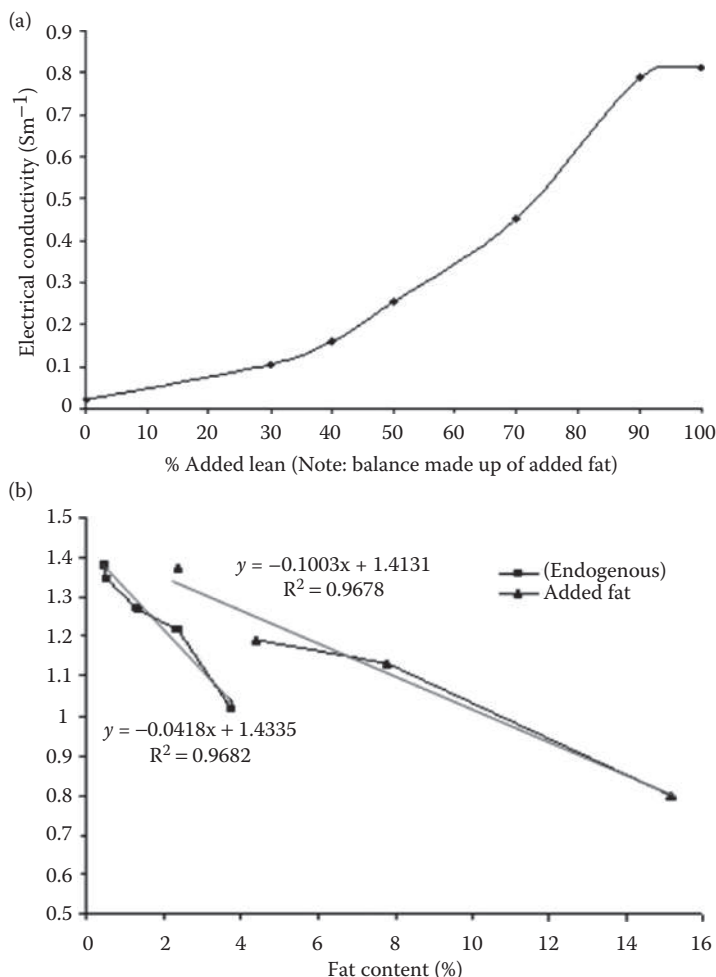 (a)
0.9
0.8
0.7
0.6
0.5
0.4
0.3
0.2
0.1
0
Electrical conductivity (Sm⁻¹)
0 10 20 30 40 50 60 70 80 90 100
% Added lean (Note: balance made up of added fat)
(b)
1.5
1.4
1.3
1.2
1.1
1
0.9
0.8
0.7
0.6
0.5
y = −0.1003x + 1.4131
R² = 0.9678
(Endogenous)
Added fat
y = −0.0418x + 1.4335
R² = 0.9682
0 2 4 6 8 10 12 14 16
Fat content (%)